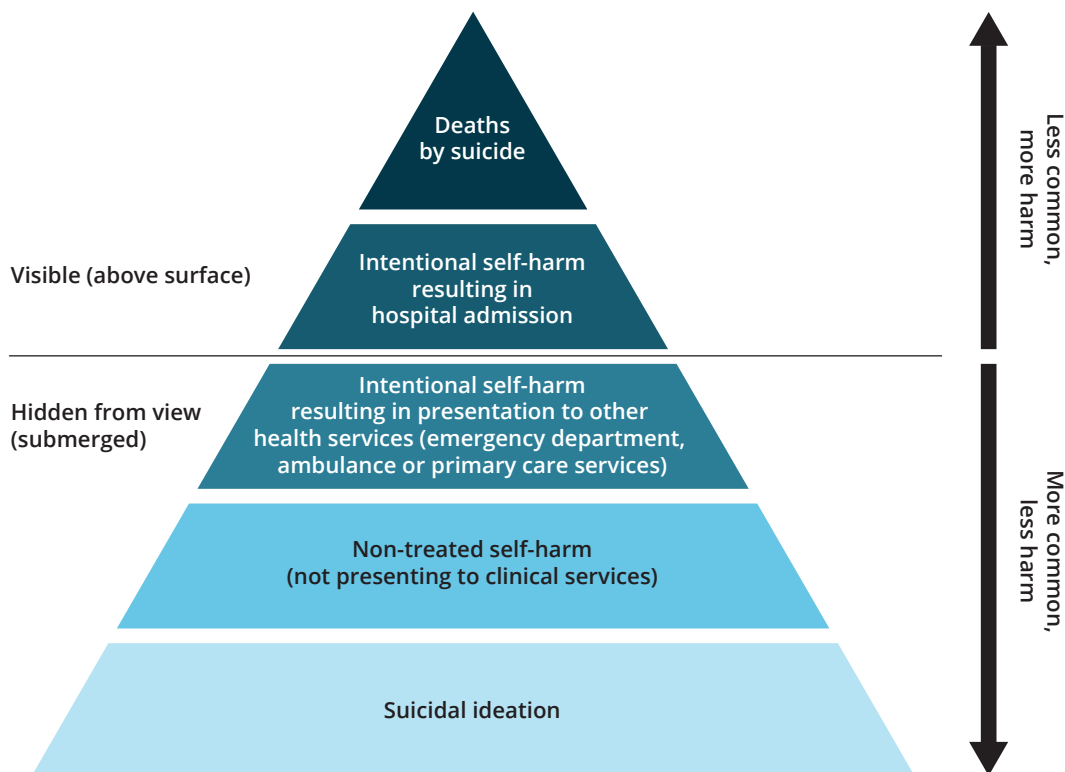 Deaths
by suicide
Less common,
more harm
Visible (above surface)
Intentional self-harm
resulting in
hospital admission
Hidden from view
(submerged)
Intentional self-harm
resulting in presentation to other
health services (emergency department,
ambulance or primary care services)
More common,
less harm
Non-treated self-harm
(not presenting to clinical services)
Suicidal ideation